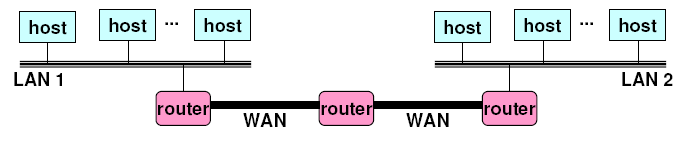 host host ... host host host ... host
LAN 1 LAN 2
router router router
WAN WAN